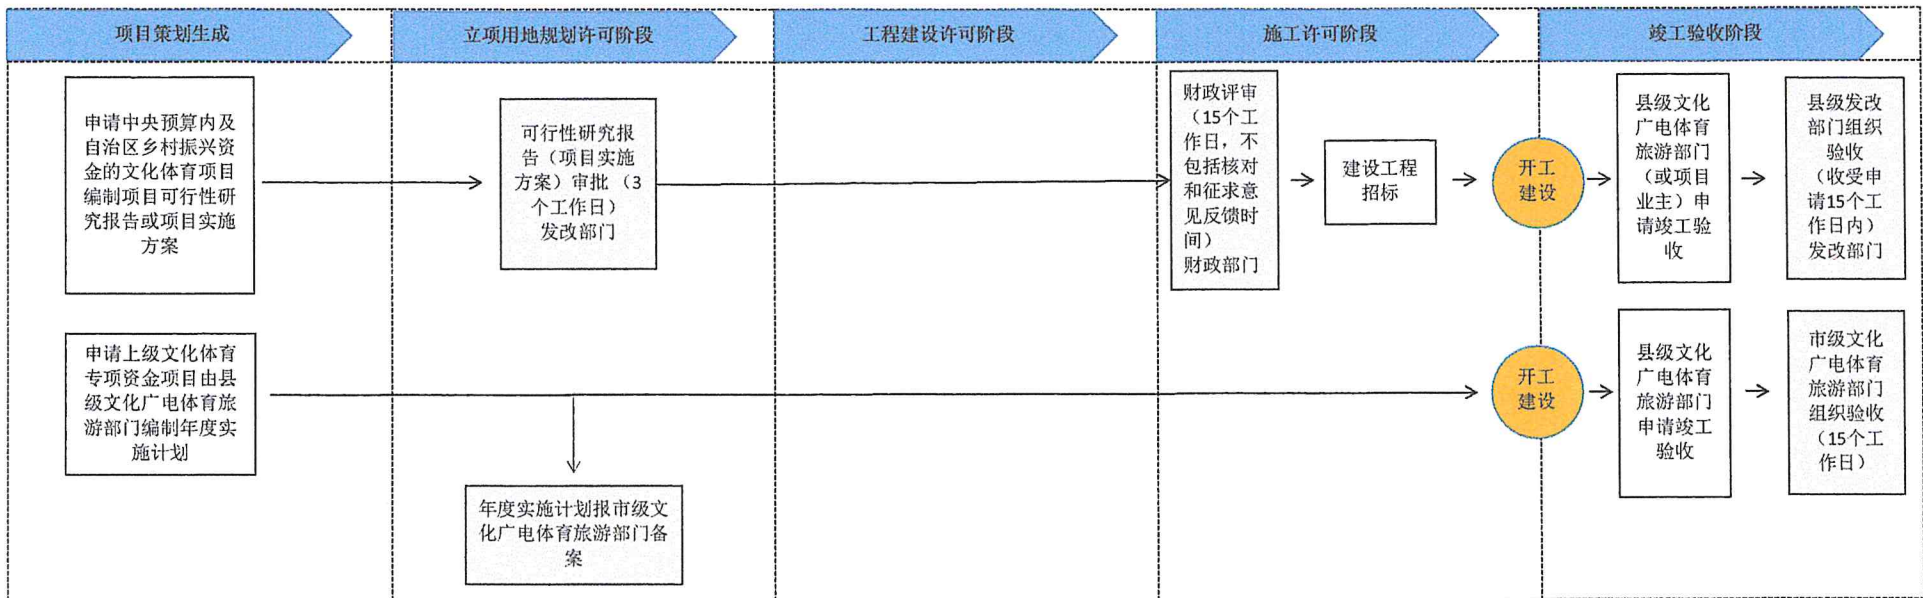 项目策划生成
立项用地规划许可阶段
工程建设许可阶段
施工许可阶段
竣工验收阶段
申请中央预算内及
自治区乡村振兴资
金的文化体育项目
编制项目可行性研
究报告或项目实施
方案
可行性研究报
告（项目实施
方案）审批（3
个工作日）
发改部门
财政评审
（15个工
作日，不
包括核对
和征求意
见反馈时
间）
财政部门
建设工程
招标
开工
建设
县级文化
广电体育
旅游部门
（或项目
业主）申
请竣工验
收
县级发改
部门组织
验收
（收受申
请15个工
作日内）
发改部门
申请上级文化体育
专项资金项目由县
级文化广电体育旅
游部门编制年度实
施计划
年度实施计划报市级文
化广电体育旅游部门备
案
开工
建设
县级文化
广电体育
旅游部门
申请竣工
验收
市级文化
广电体育
旅游部门
组织验收
（15个工
作日）